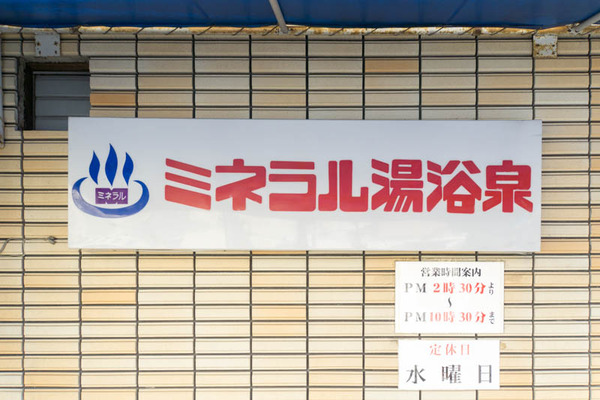 ミネラル
ミネラル湯浴泉
営業時間案内
PM 2時30分より
〜
PM10時30分まで
定休日
水曜日